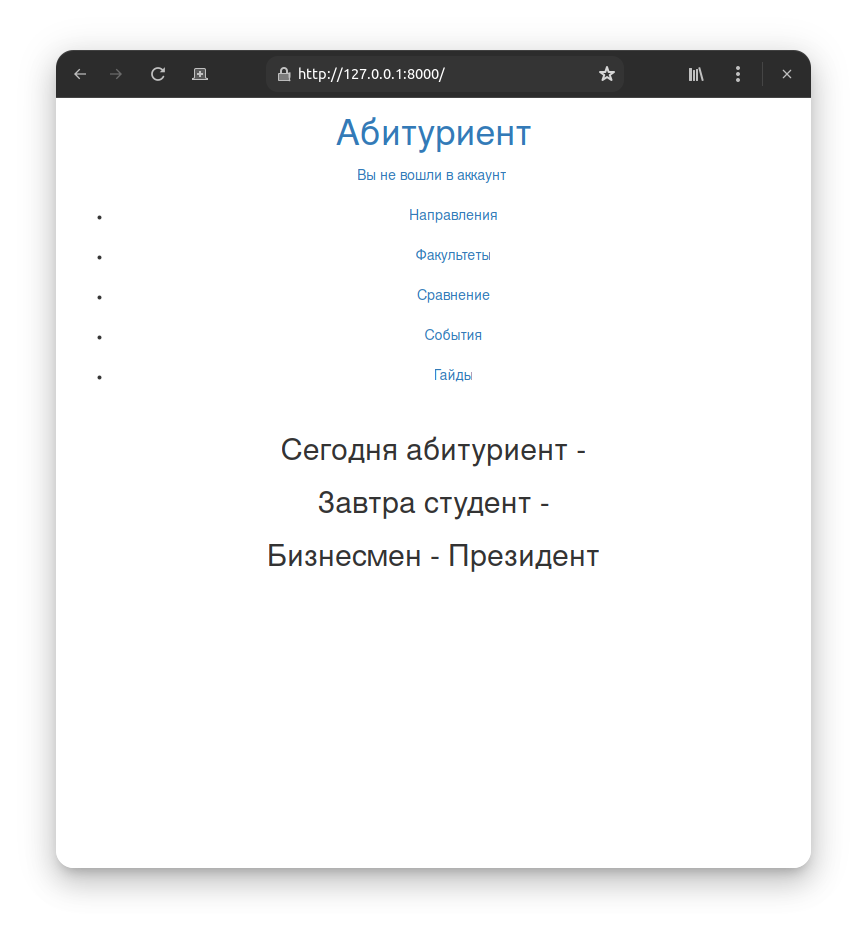 http://127.0.0.1:8000/
Абитуриент
Вы не вошли в аккаунт
Направления
Факультеты
Сравнение
События
Гайды
Сегодня абитуриент -
Завтра студент -
Бизнесмен - Президент